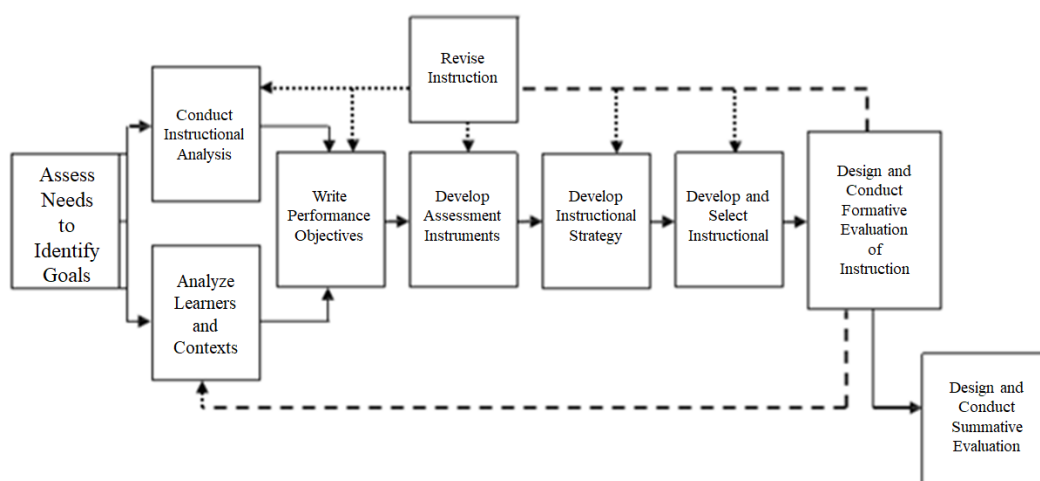 Revise
Instruction
Conduct
Instructional
Analysis
Assess
Needs
to
Identify
Goals
Analyze
Learners
and
Contexts
Write
Performance
Objectives
Develop
Assessment
Instruments
Develop
Instructional
Strategy
Develop and
Select
Instructional
Design and
Conduct
Formative
Evaluation
of
Instruction
Design and
Conduct
Summative
Evaluation